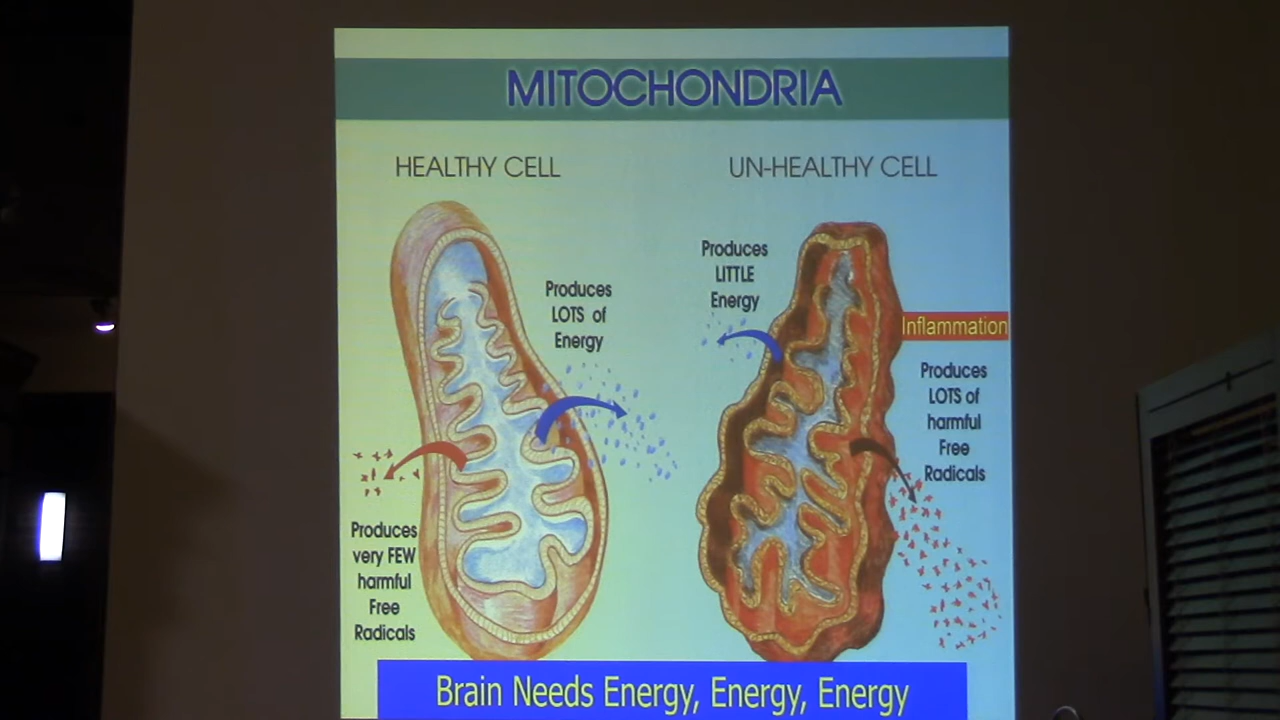 MITOCHONDRIA
HEALTHY CELL
UN-HEALTHY CELL
Produces
LOTS of
Energy
Produces
very FEW
harmful
Free
Radicals
Produces
LITTLE
Energy
Inflammation
Produces
LOTS of
harmful
Free
Radicals
Brain Needs Energy, Energy, Energy